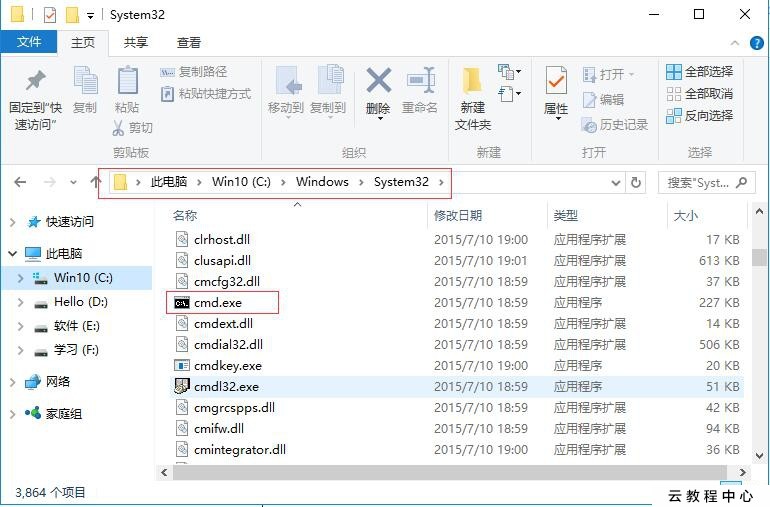 System32
文件 主页 共享 查看
固定到"快速访问" 复制 粘贴 复制路径 粘贴快捷方式 剪切 移动到 复制到 删除 重命名 新建文件夹 属性 打开 编辑 历史记录 全部选择 全部取消 反向选择
剪贴板 组织 新建 打开 选择
此电脑 Win10 (C:) Windows System32 搜索"Syst...
名称 修改日期 类型 大小
快速访问
此电脑
Win10 (C:)
Hello (D:)
软件 (E:)
学习 (F:)
网络
家庭组
clrhost.dll 2015/7/10 19:00 应用程序扩展 17 KB
clusapi.dll 2015/7/10 19:01 应用程序扩展 613 KB
cmcfg32.dll 2015/7/10 18:59 应用程序扩展 37 KB
cmd.exe 2015/7/10 18:59 应用程序 227 KB
cmdext.dll 2015/7/10 18:59 应用程序扩展 14 KB
cmdial32.dll 2015/7/10 18:59 应用程序扩展 506 KB
cmdkey.exe 2015/7/10 19:00 应用程序 20 KB
cmdl32.exe 2015/7/10 18:59 应用程序 51 KB
cmgrcspps.dll 2015/7/10 18:59 应用程序扩展 42 KB
cmifw.dll 2015/7/10 18:59 应用程序扩展 94 KB
cmintegrator.dll 2015/7/10 19:00 应用程序扩展 36 KB
3,864 个项目
云教程中心